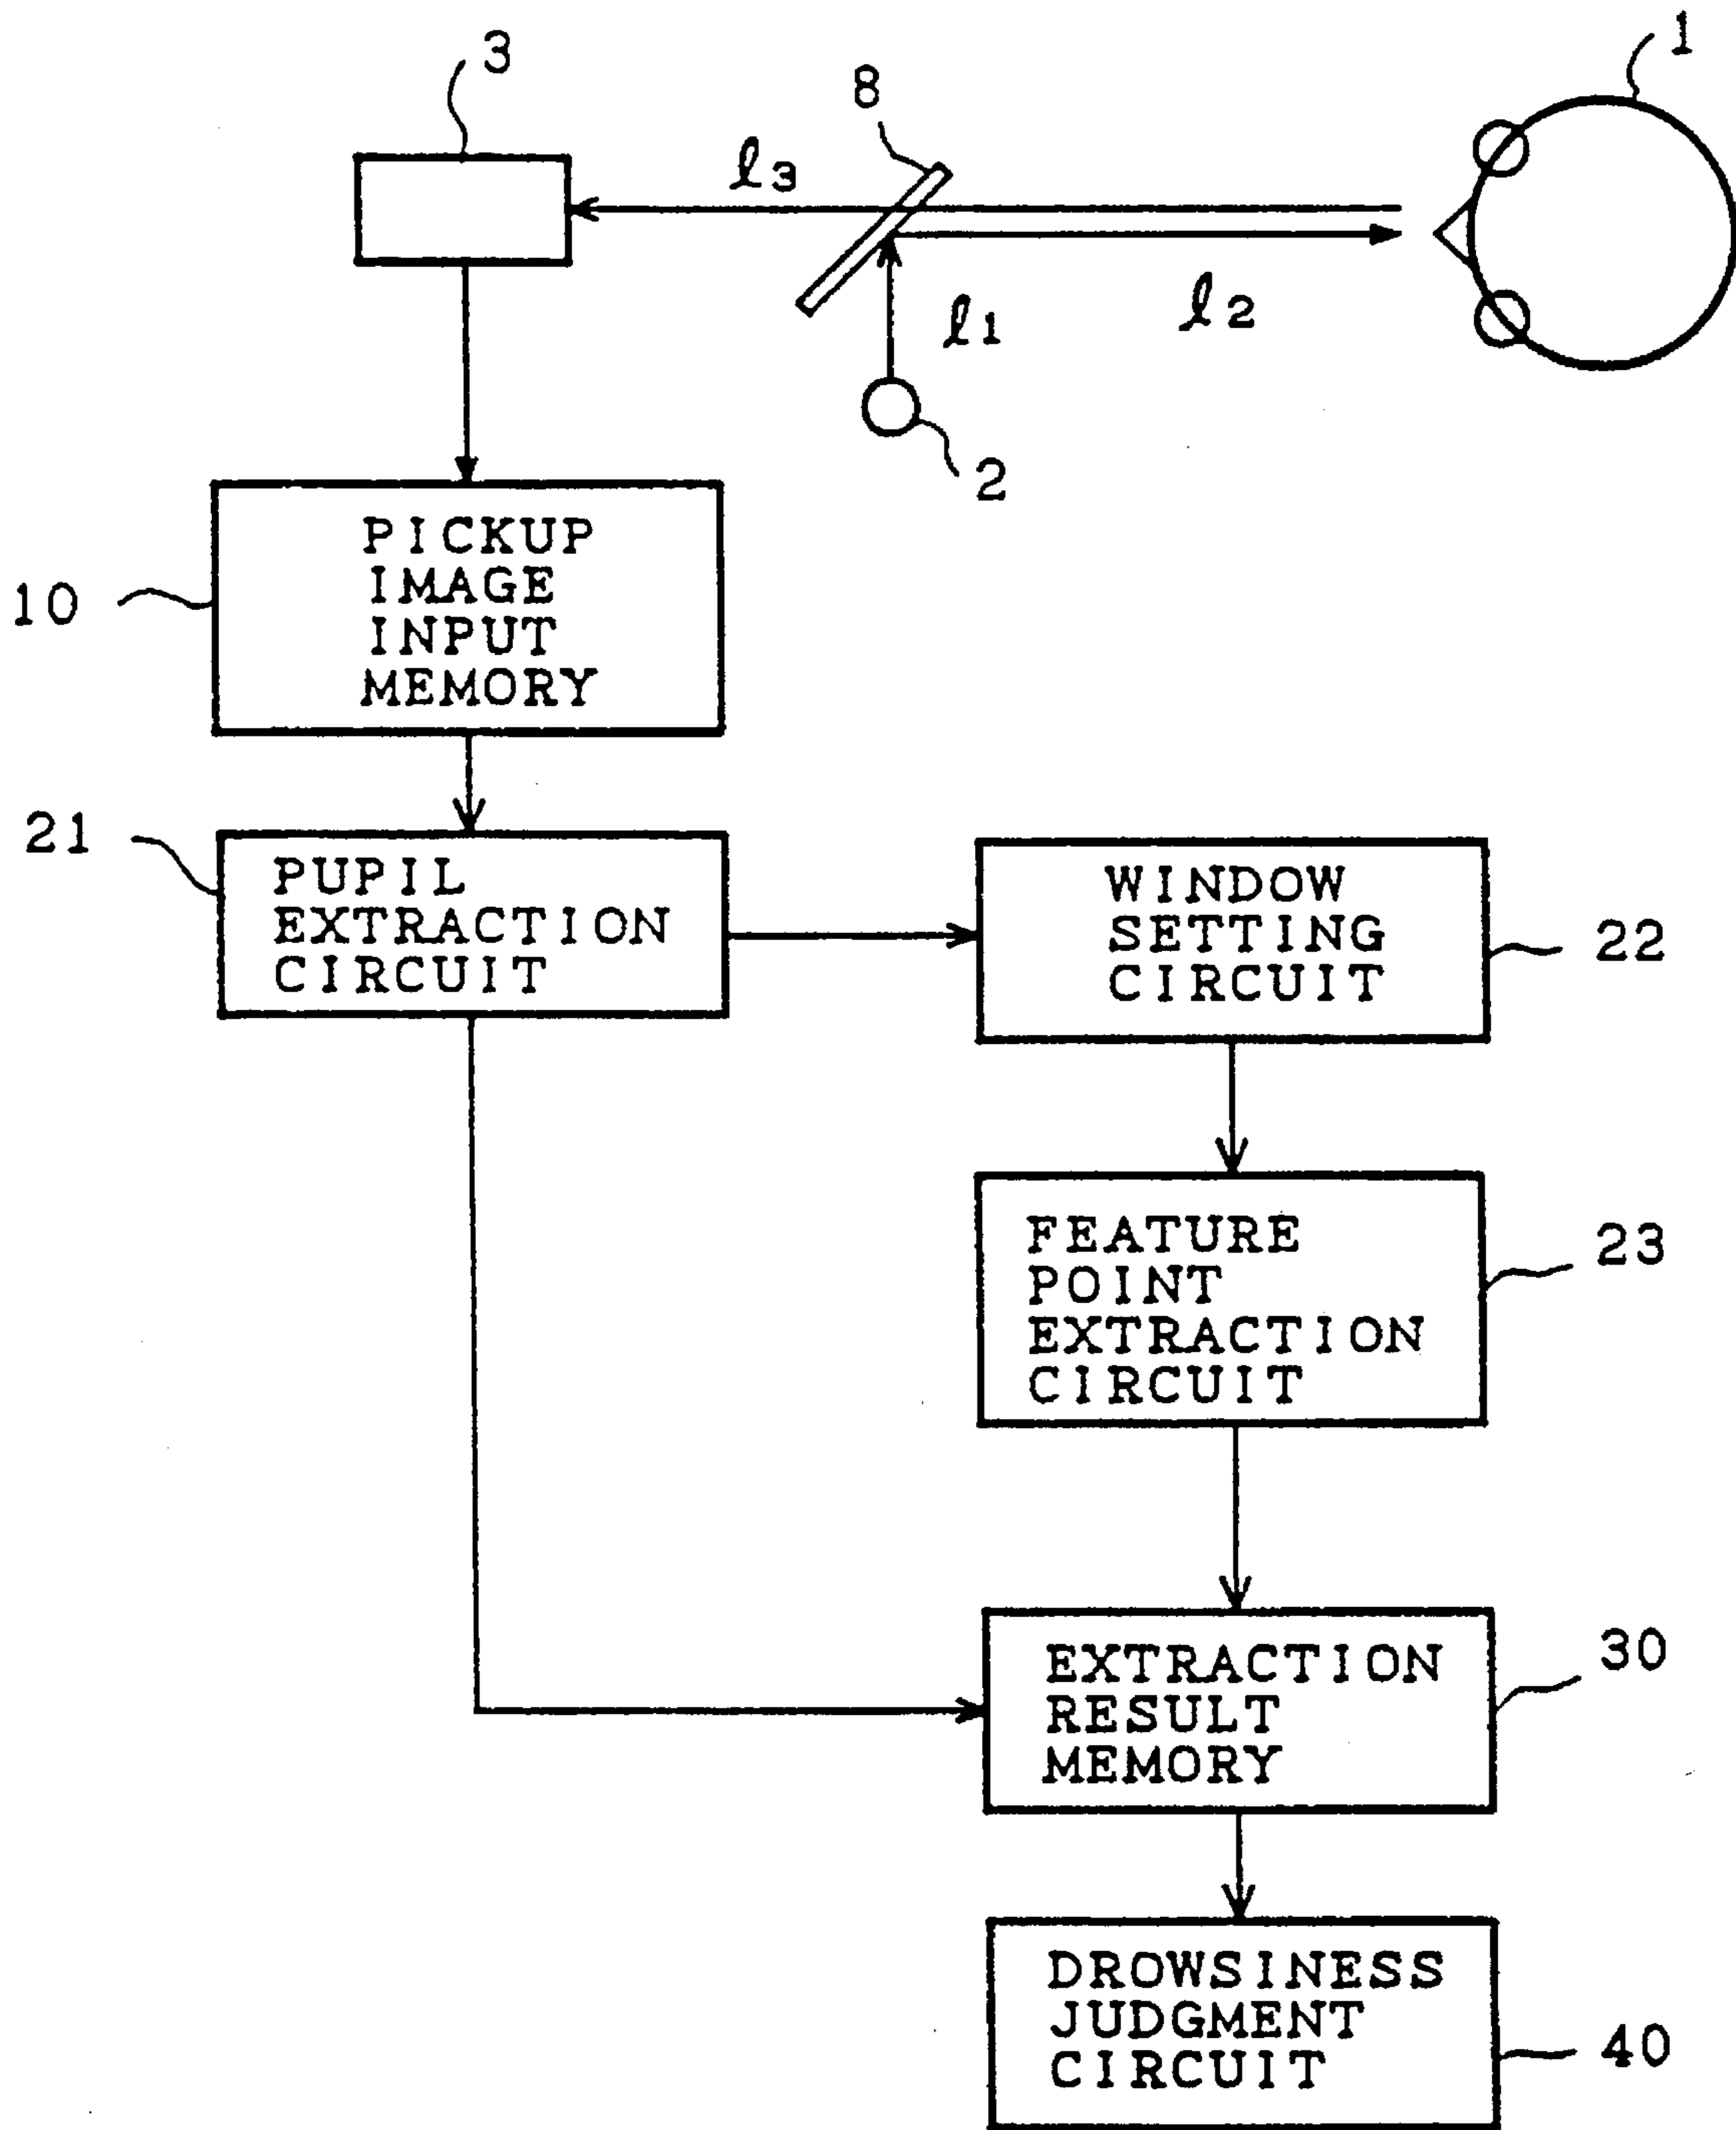 1
3
8
ℓ3
ℓ2
ℓ1
2
PICKUP
IMAGE
INPUT
MEMORY
10
21
PUPIL
EXTRACTION
CIRCUIT
WINDOW
SETTING
CIRCUIT
22
FEATURE
POINT
EXTRACTION
CIRCUIT
23
EXTRACTION
RESULT
MEMORY
30
DROWSINESS
JUDGMENT
CIRCUIT
40